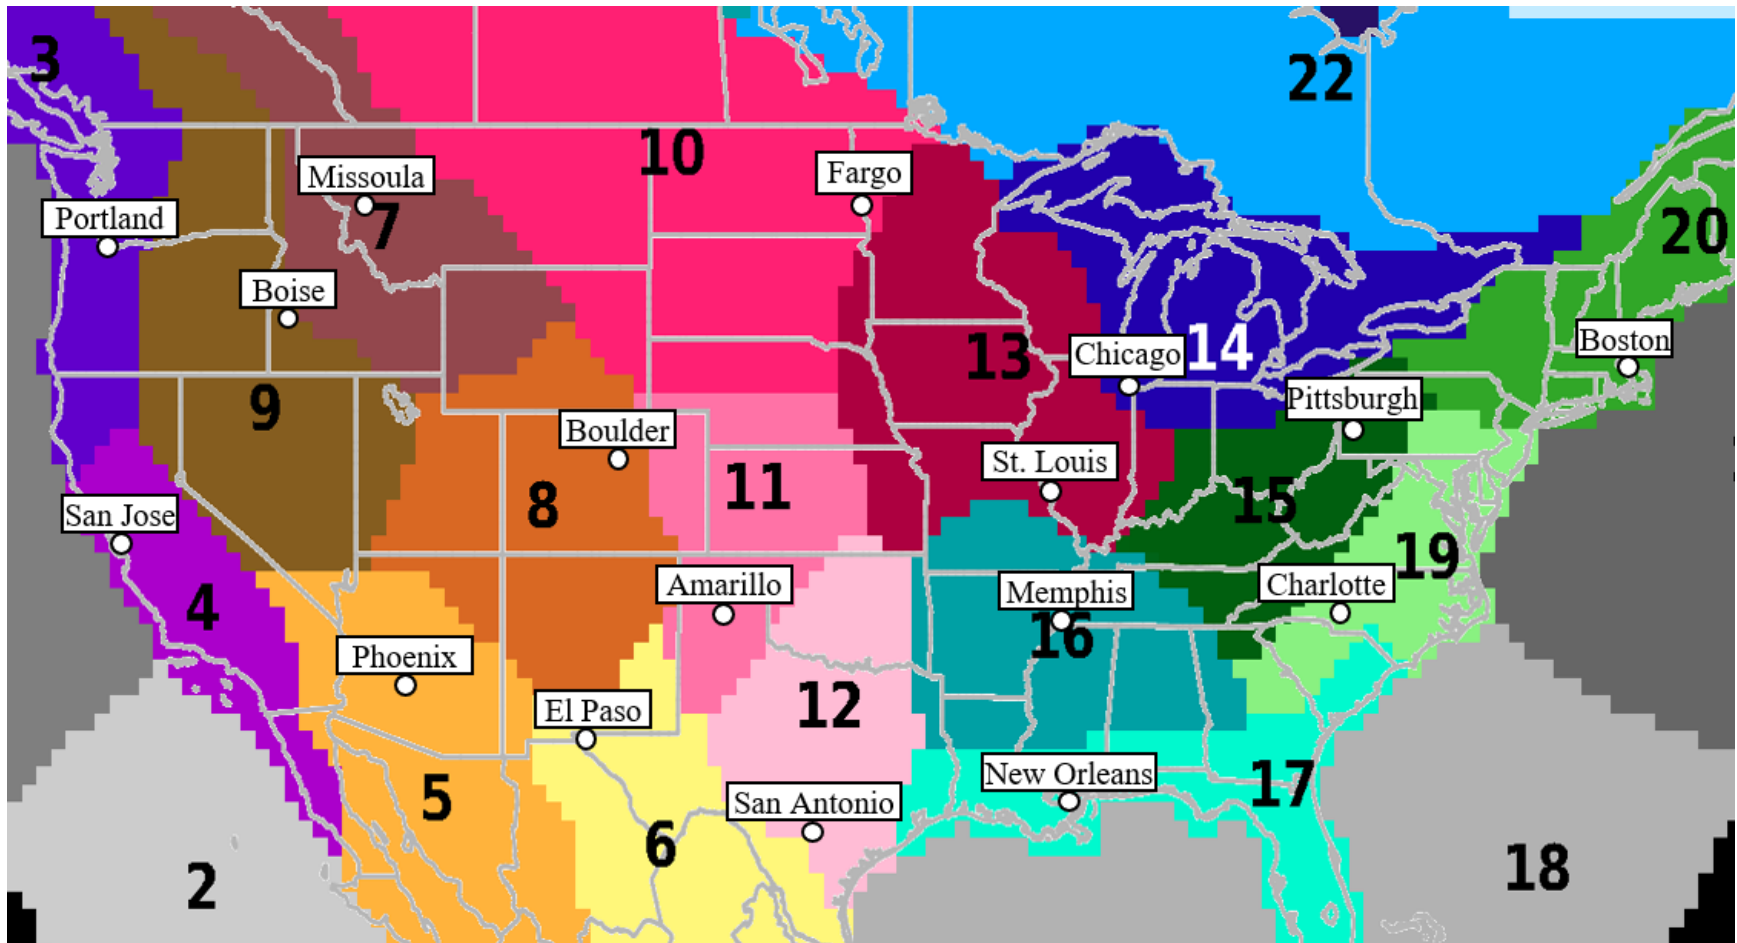 3
22
10
Missoula
Fargo
Portland
7
20
Boise
13
Chicago
14
Boston
9
Pittsburgh
Boulder
St. Louis
8
11
15
San Jose
19
4
Amarillo
Memphis
Charlotte
16
Phoenix
El Paso
12
5
New Orleans
17
San Antonio
6
2
18